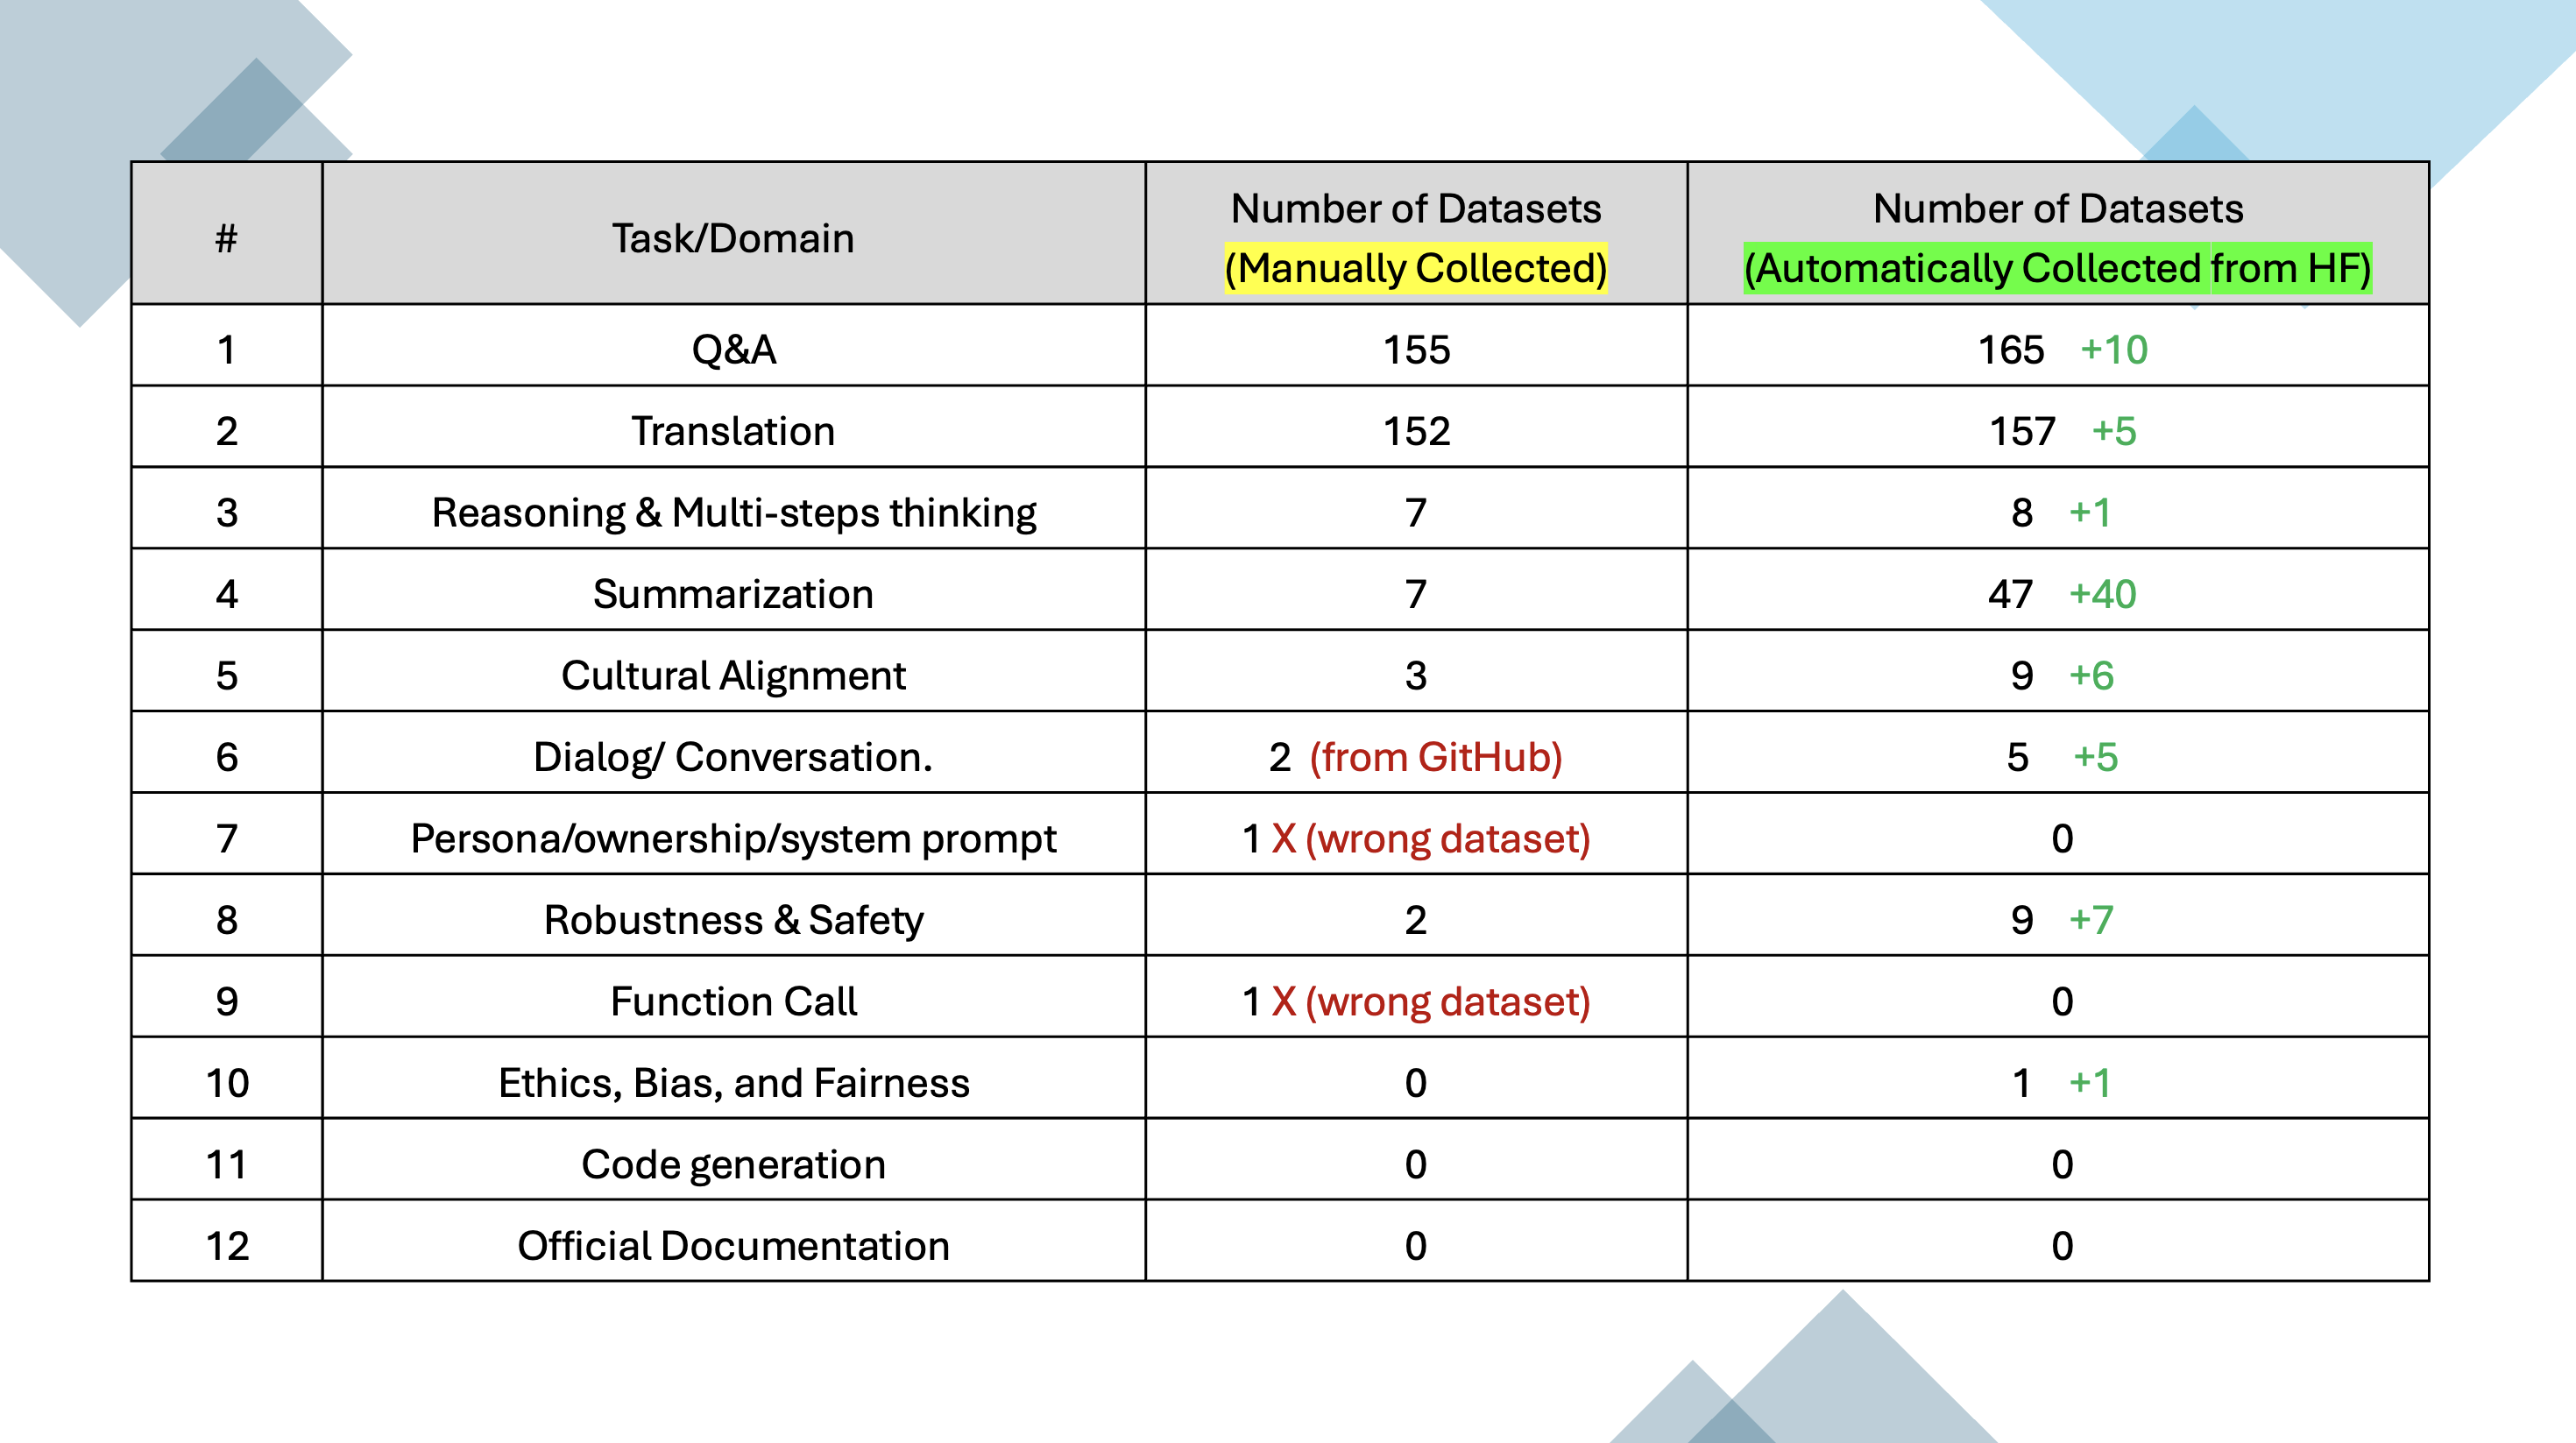 #
Task/Domain
Number of Datasets
(Manually Collected)
Number of Datasets
(Automatically Collected from HF)
1 Q&A 155 165 +10
2 Translation 152 157 +5
3 Reasoning & Multi-steps thinking 7 8 +1
4 Summarization 7 47 +40
5 Cultural Alignment 3 9 +6
6 Dialog/ Conversation. 2 (from GitHub) 5 +5
7 Persona/ownership/system prompt 1 X (wrong dataset) 0
8 Robustness & Safety 2 9 +7
9 Function Call 1 X (wrong dataset) 0
10 Ethics, Bias, and Fairness 0 1 +1
11 Code generation 0 0
12 Official Documentation 0 0